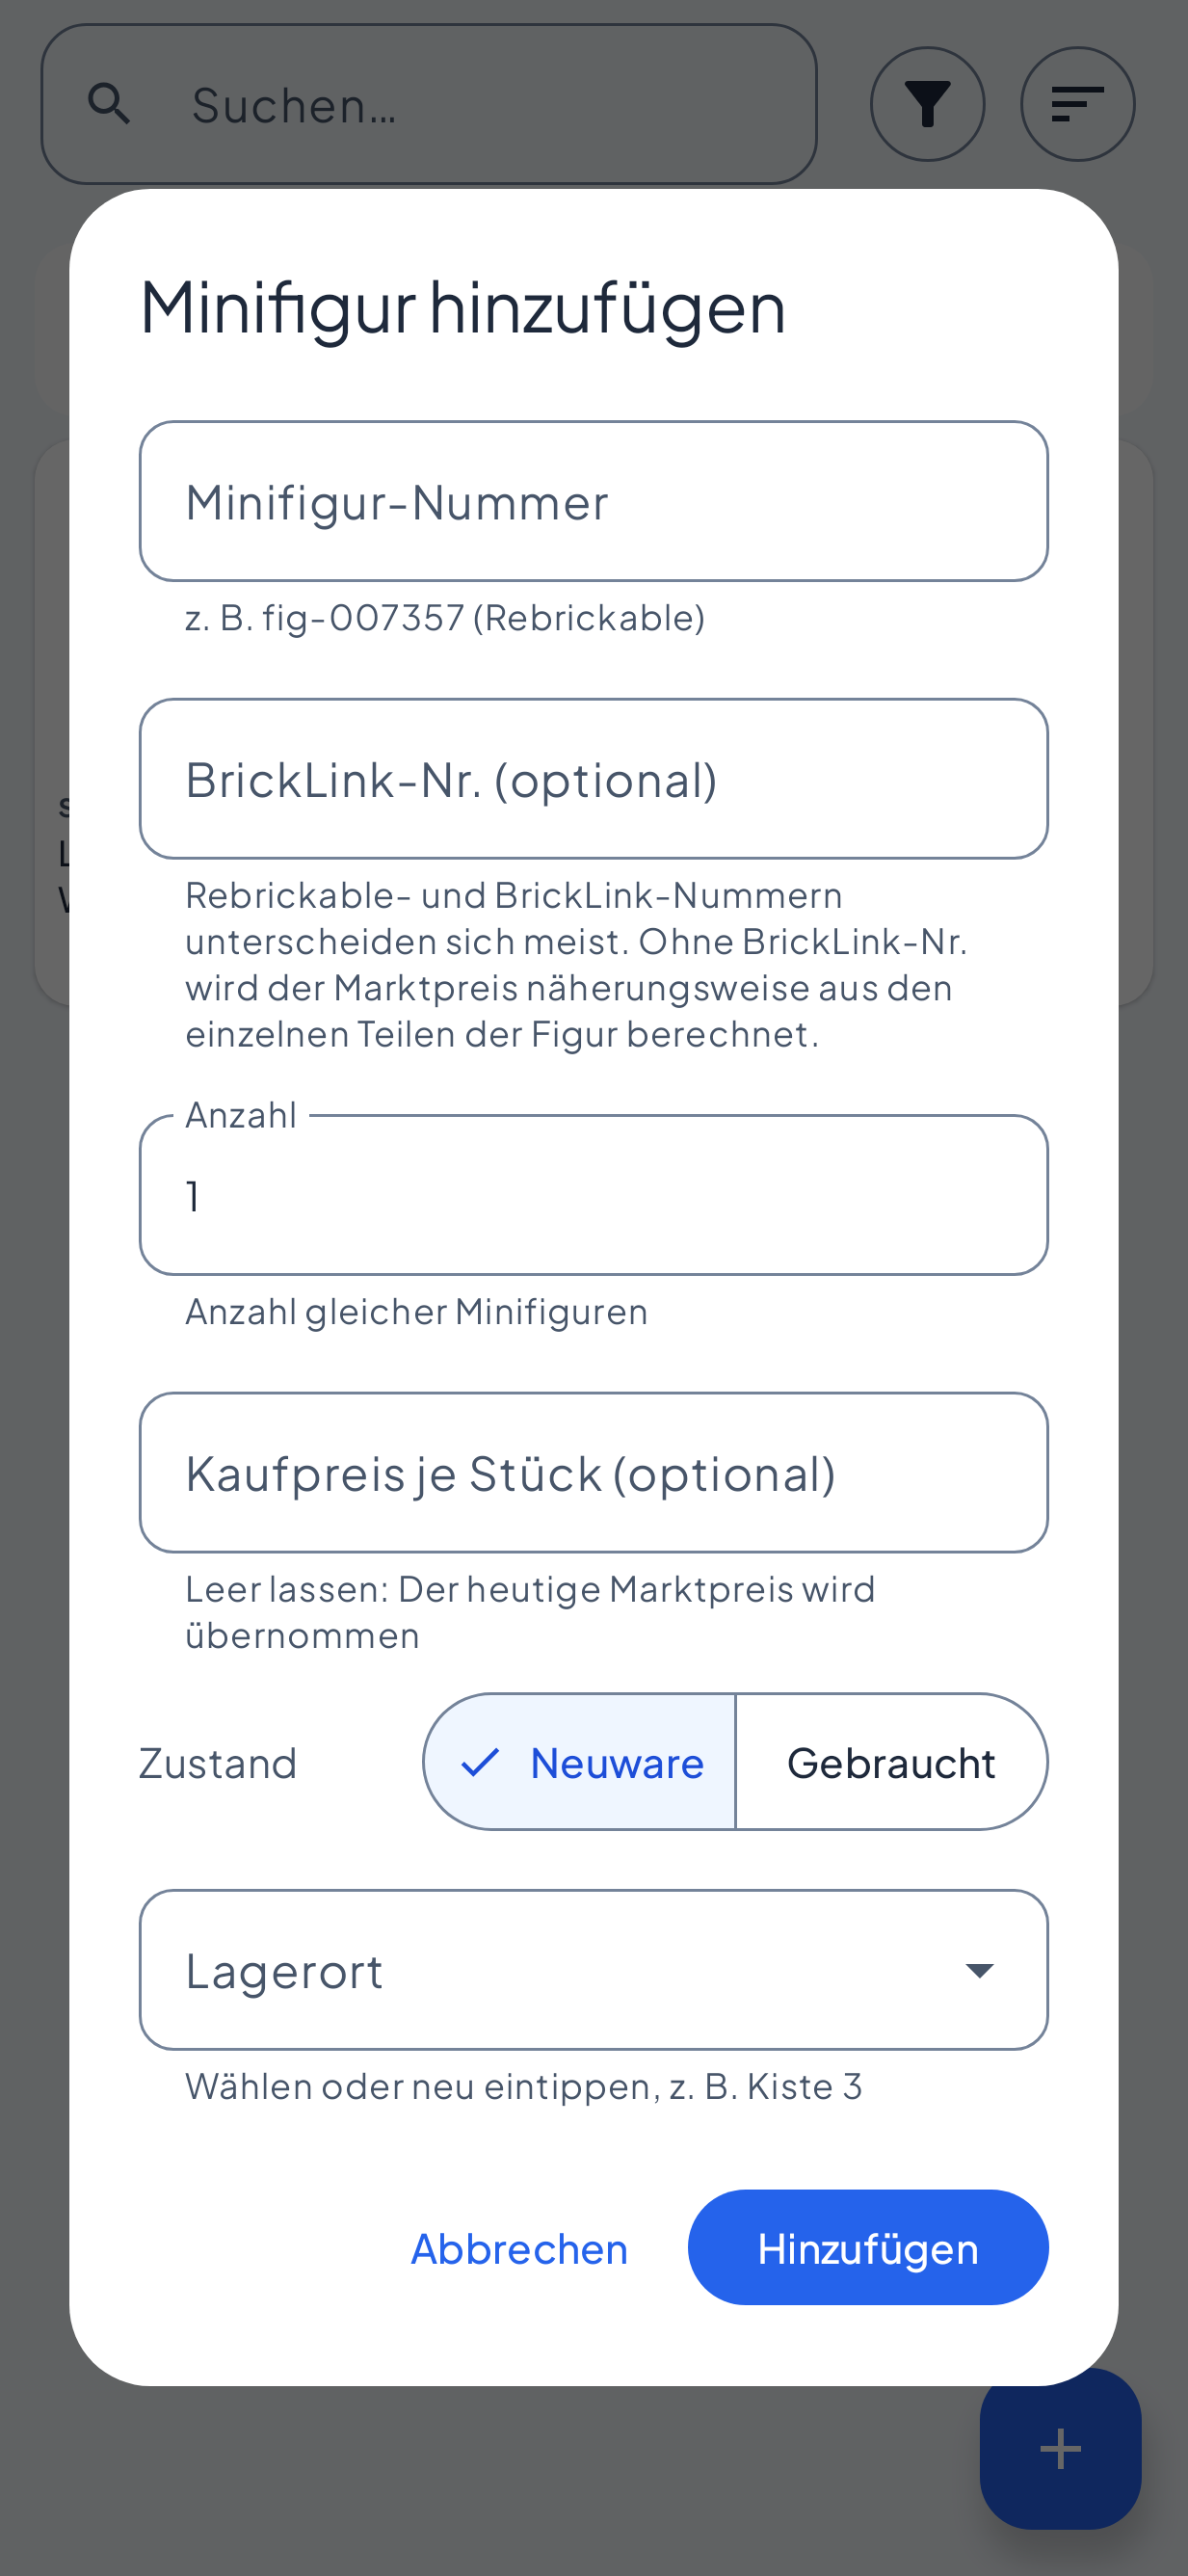 Suchen…
Minifigur hinzufügen
Minifigur-Nummer
z. B. fig-007357 (Rebrickable)
BrickLink-Nr. (optional)
Rebrickable- und BrickLink-Nummern
unterscheiden sich meist. Ohne BrickLink-Nr.
wird der Marktpreis näherungsweise aus den
einzelnen Teilen der Figur berechnet.
Anzahl
1
Anzahl gleicher Minifiguren
Kaufpreis je Stück (optional)
Leer lassen: Der heutige Marktpreis wird
übernommen
Zustand
Neuware
Gebraucht
Lagerort
Wählen oder neu eintippen, z. B. Kiste 3
Abbrechen
Hinzufügen